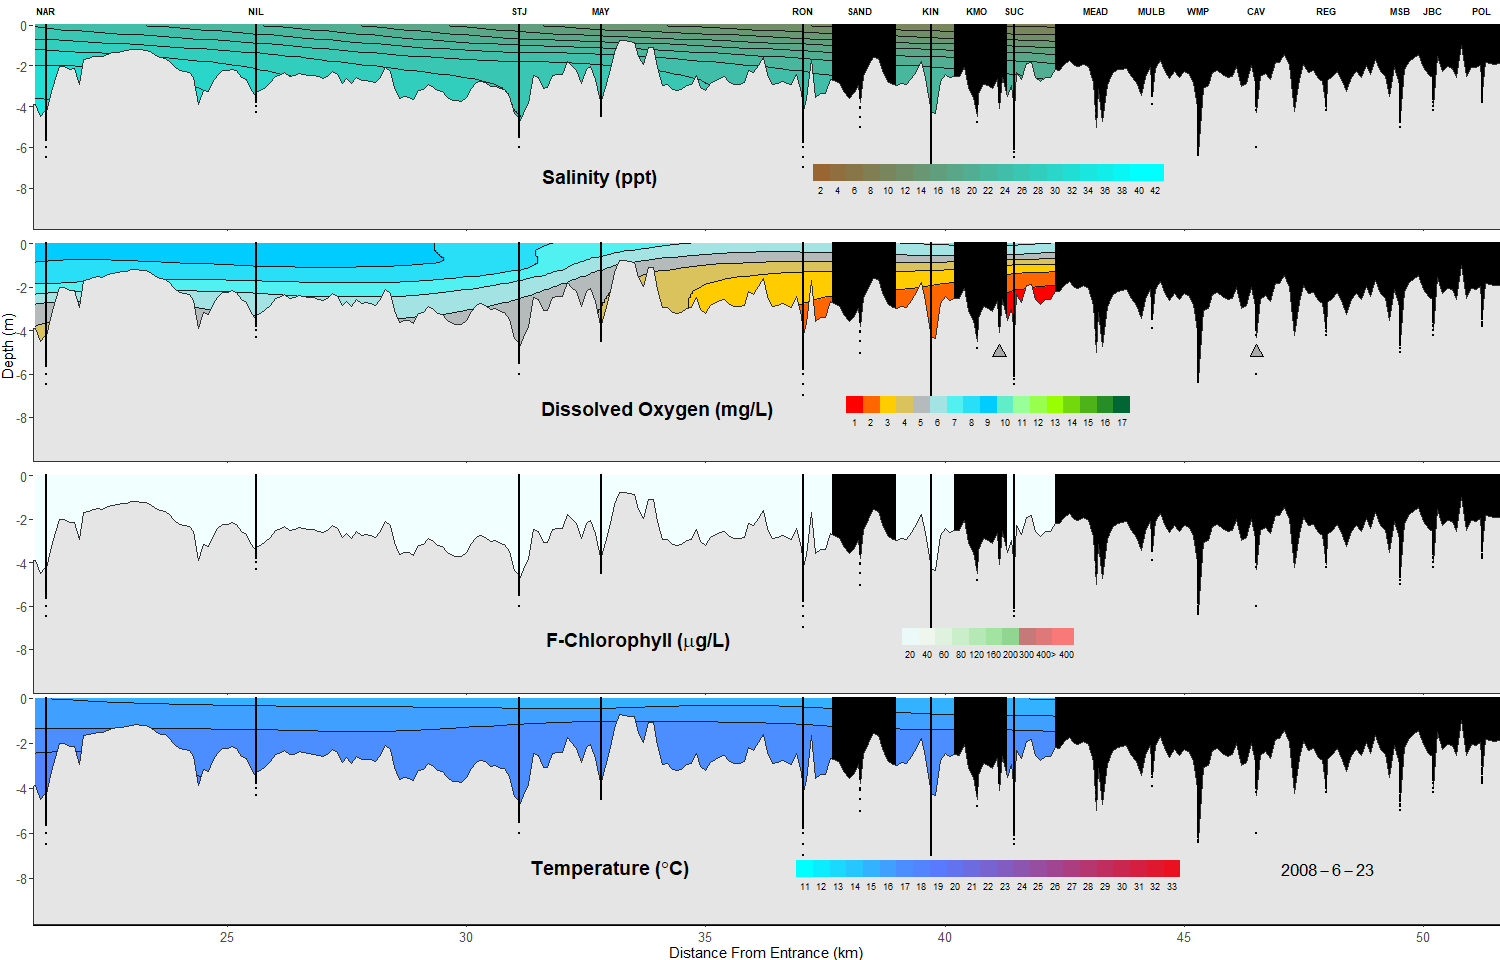 NAR NIL STJ MAY RON SAND KIN KMO SUC MEAD MULB WMP CAV REG MSB JBC POL
0
-2
-4
-6
-8
Salinity (ppt)
2 4 6 8 10 12 14 16 18 20 22 24 26 28 30 32 34 36 38 40 42
0
-2
-4
-6
-8
Depth (m)
Dissolved Oxygen (mg/L)
1 2 3 4 5 6 7 8 9 10 11 12 13 14 15 16 17
0
-2
-4
-6
-8
F-Chlorophyll (μg/L)
20 40 60 80 120 160 200 300 400> 400
0
-2
-4
-6
-8
Temperature (°C)
11 12 13 14 15 16 17 18 19 20 21 22 23 24 25 26 27 28 29 30 31 32 33
2008 – 6 – 23
25 30 35 40 45 50
Distance From Entrance (km)